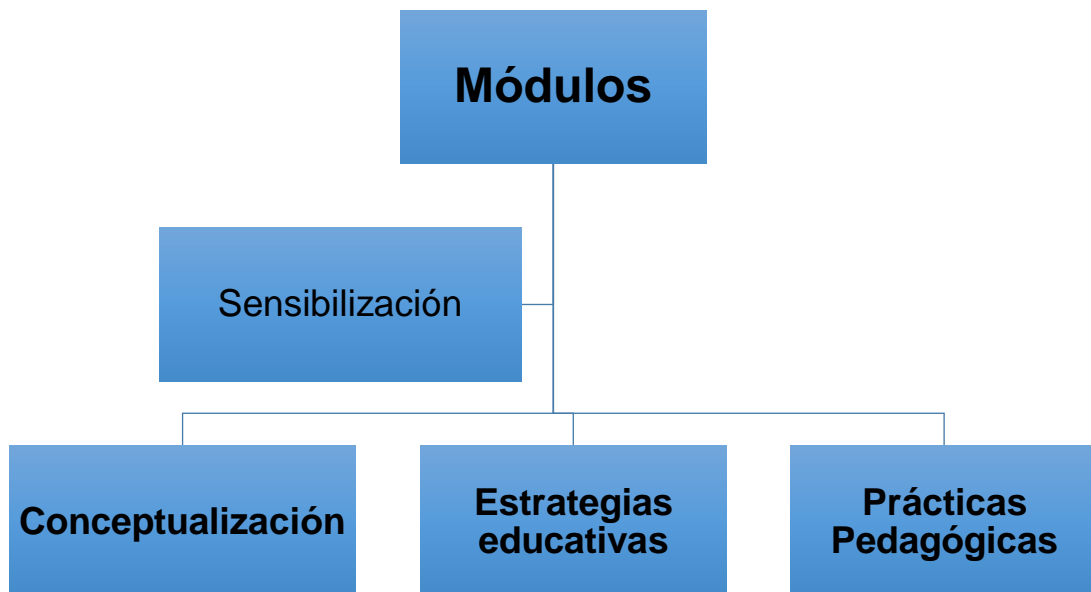 Módulos
Sensibilización
Conceptualización
Estrategias
educativas
Prácticas
Pedagógicas